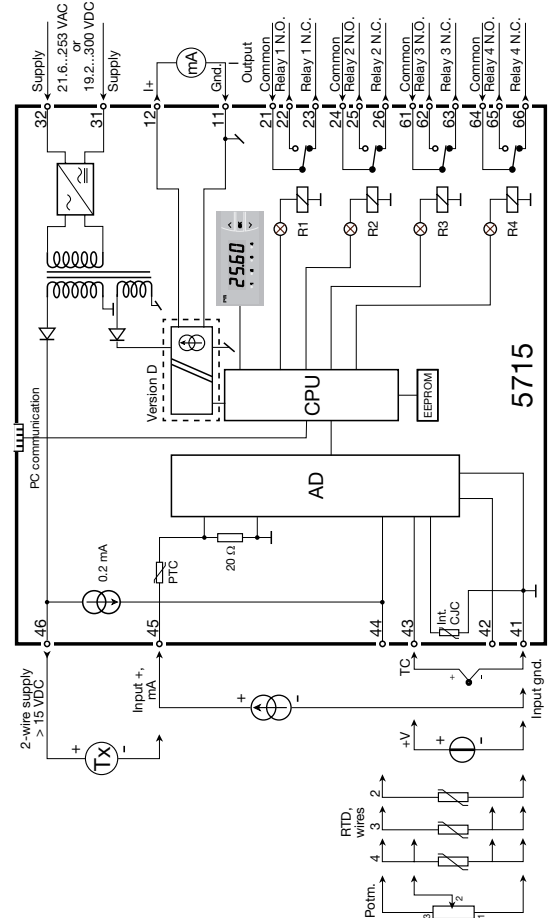 Supply
21.6...253 VAC
or
19.2...300 VDC
Supply
32
31
I+
12
mA
Gnd.
11
Output
Common
Relay 1 N.O.
Relay 1 N.C.
21
22
23
Common
Relay 2 N.O.
Relay 2 N.C.
24
25
26
Common
Relay 3 N.O.
Relay 3 N.C.
61
62
63
Common
Relay 4 N.O.
Relay 4 N.C.
64
65
66
R1
R2
R3
R4
25.60
Version D
CPU
EEPROM
5715
PC communication
AD
0.2 mA
PTC
20 Ω
Int.
CJC
46
45
44
43
42
41
2-wire supply
> 15 VDC
+
Tx
-
Input +,
mA
+
-
TC
+
-
Input gnd.
+V
+
-
RTD,
wires
2
3
4
Potm.
3
2
1